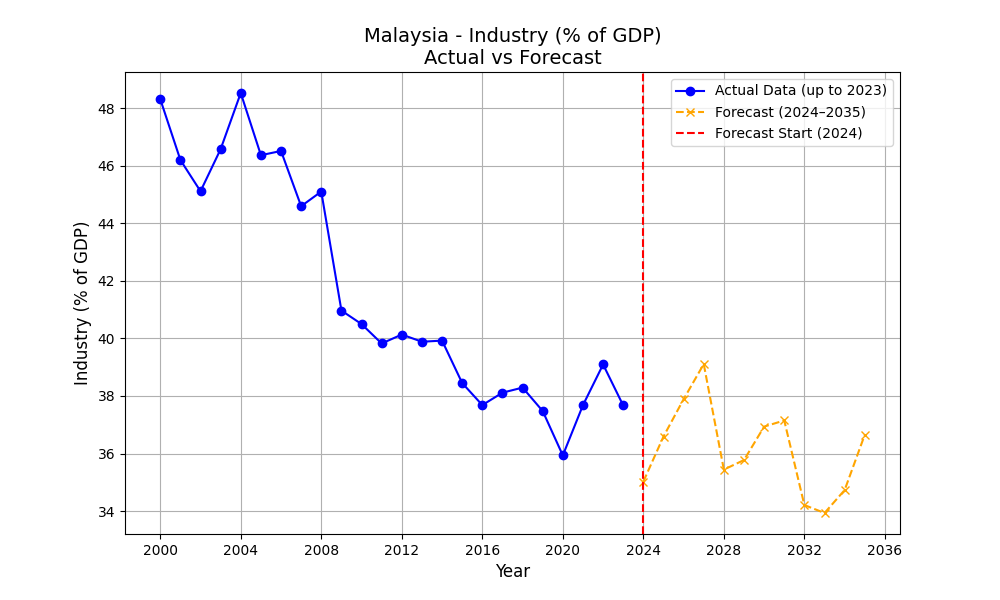 Malaysia - Industry (% of GDP)
Actual vs Forecast
Actual Data (up to 2023)
Forecast (2024–2035)
Forecast Start (2024)
Industry (% of GDP)
48
46
44
42
40
38
36
34
2000
2004
2008
2012
2016
2020
2024
2028
2032
2036
Year